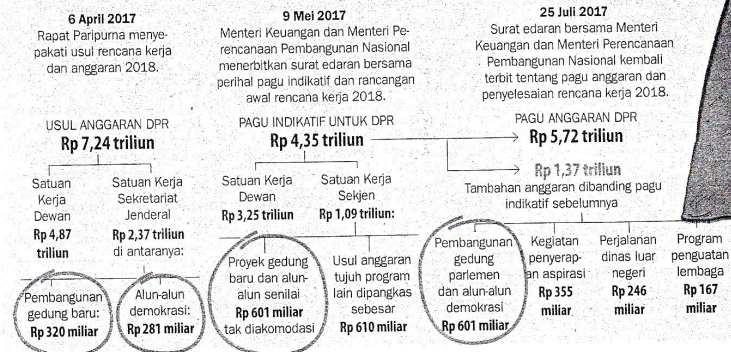 6 April 2017
Rapat Paripurna menye-
pakati usul rencana kerja
dan anggaran 2018.
USUL ANGGARAN DPR
Rp 7,24 triliun
Satuan
Kerja
Dewan
Rp 4,87
triliun
Satuan Kerja
Sekretariat
Jenderal
Rp 2,37 triliun
di antaranya:
Pembangunan
gedung baru:
Rp 320 miliar
Alun-alun
demokrasi:
Rp 281 miliar
9 Mei 2017
Menteri Keuangan dan Menteri Pe-
rencanaan Pembangunan Nasional
menerbitkan surat edaran bersama
perihal pagu indikatif dan rancangan
awal rencana kerja 2018.
PAGU INDIKATIF UNTUK DPR
Rp 4,35 triliun
Satuan Kerja
Dewan
Rp 3,25 triliun
Satuan Kerja
Sekjen
Rp 1,09 triliun:
Proyek gedung
baru dan alun-
alun senilai
Rp 601 miliar
tak diakomodasi
Usul anggaran
tujuh program
lain dipangkas
sebesar
Rp 610 miliar
25 Juli 2017
Surat edaran bersama Menteri
Keuangan dan Menteri Perencanaan
Pembangunan Nasional kembali
terbit tentang pagu anggaran dan
penyelesaian rencana kerja 2018.
PAGU ANGGARAN DPR
Rp 5,72 triliun
Rp 1,37 triliun
Tambahan anggaran dibanding pagu
indikatif sebelumnya
Pembangunan
gedung
parlemen
dan alun-alun
demokrasi
Rp 601 miliar
Kegiatan
penyerap-
an aspirasi
Rp 355
miliar
Perjalanan
dinas luar
negeri
Rp 246
miliar
Program
penguatan
lembaga
Rp 167
miliar